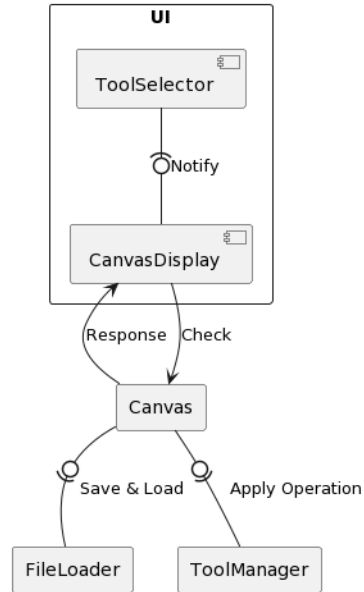 UI
ToolSelector
Notify
CanvasDisplay
Response
Check
Canvas
Save & Load
Apply Operation
FileLoader
ToolManager